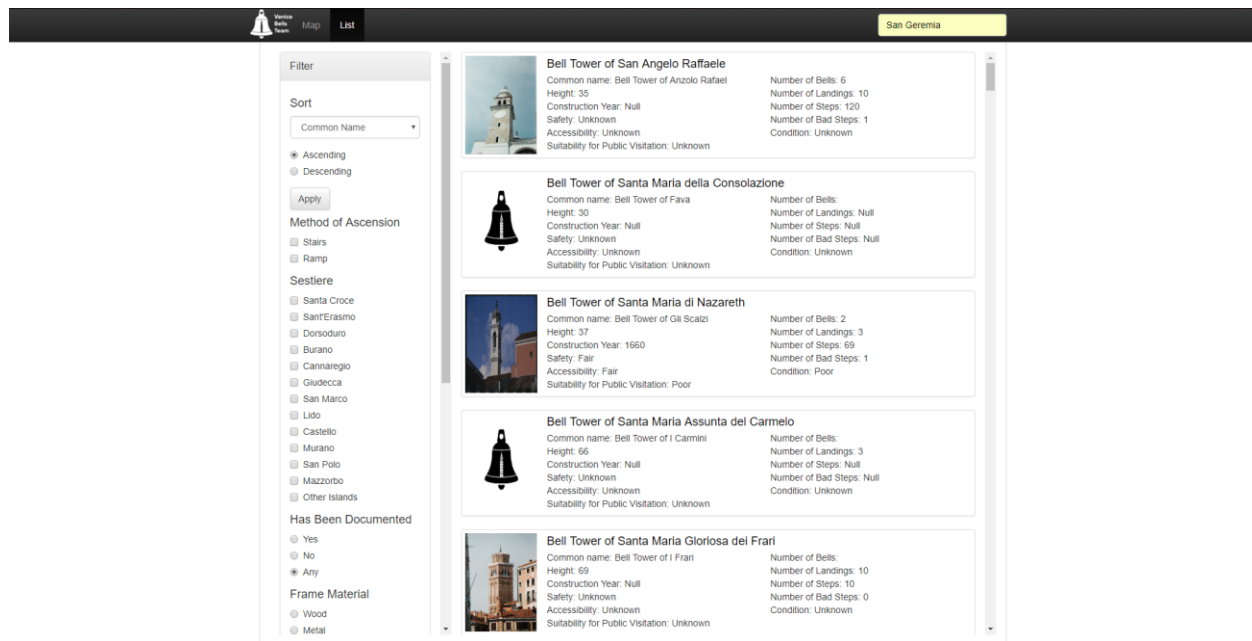 Venice
Bells
Team
Map
List
San Geremia
Filter
Sort
Common Name
Ascending
Descending
Apply
Method of Ascension
Stairs
Ramp
Sestiere
Santa Croce
Sant'Erasmo
Dorsoduro
Burano
Cannaregio
Giudecca
San Marco
Lido
Castello
Murano
San Polo
Mazzorbo
Other Islands
Has Been Documented
Yes
No
Any
Frame Material
Wood
Metal
Bell Tower of San Angelo Raffaele
Common name: Bell Tower of Anzolo Rafael
Height: 35
Construction Year: Null
Safety: Unknown
Accessibility: Unknown
Suitability for Public Visitation: Unknown
Number of Bells: 6
Number of Landings: 10
Number of Steps: 120
Number of Bad Steps: 1
Condition: Unknown
Bell Tower of Santa Maria della Consolazione
Common name: Bell Tower of Fava
Height: 30
Construction Year: Null
Safety: Unknown
Accessibility: Unknown
Suitability for Public Visitation: Unknown
Number of Bells:
Number of Landings: Null
Number of Steps: Null
Number of Bad Steps: Null
Condition: Unknown
Bell Tower of Santa Maria di Nazareth
Common name: Bell Tower of Gli Scalzi
Height: 37
Construction Year: 1660
Safety: Fair
Accessibility: Fair
Suitability for Public Visitation: Poor
Number of Bells: 2
Number of Landings: 3
Number of Steps: 69
Number of Bad Steps: 1
Condition: Poor
Bell Tower of Santa Maria Assunta del Carmelo
Common name: Bell Tower of I Carmini
Height: 66
Construction Year: Null
Safety: Unknown
Accessibility: Unknown
Suitability for Public Visitation: Unknown
Number of Bells:
Number of Landings: 3
Number of Steps: Null
Number of Bad Steps: Null
Condition: Unknown
Bell Tower of Santa Maria Gloriosa dei Frari
Common name: Bell Tower of I Frari
Height: 69
Construction Year: Null
Safety: Unknown
Accessibility: Unknown
Suitability for Public Visitation: Unknown
Number of Bells:
Number of Landings: 10
Number of Steps: 10
Number of Bad Steps: 0
Condition: Unknown